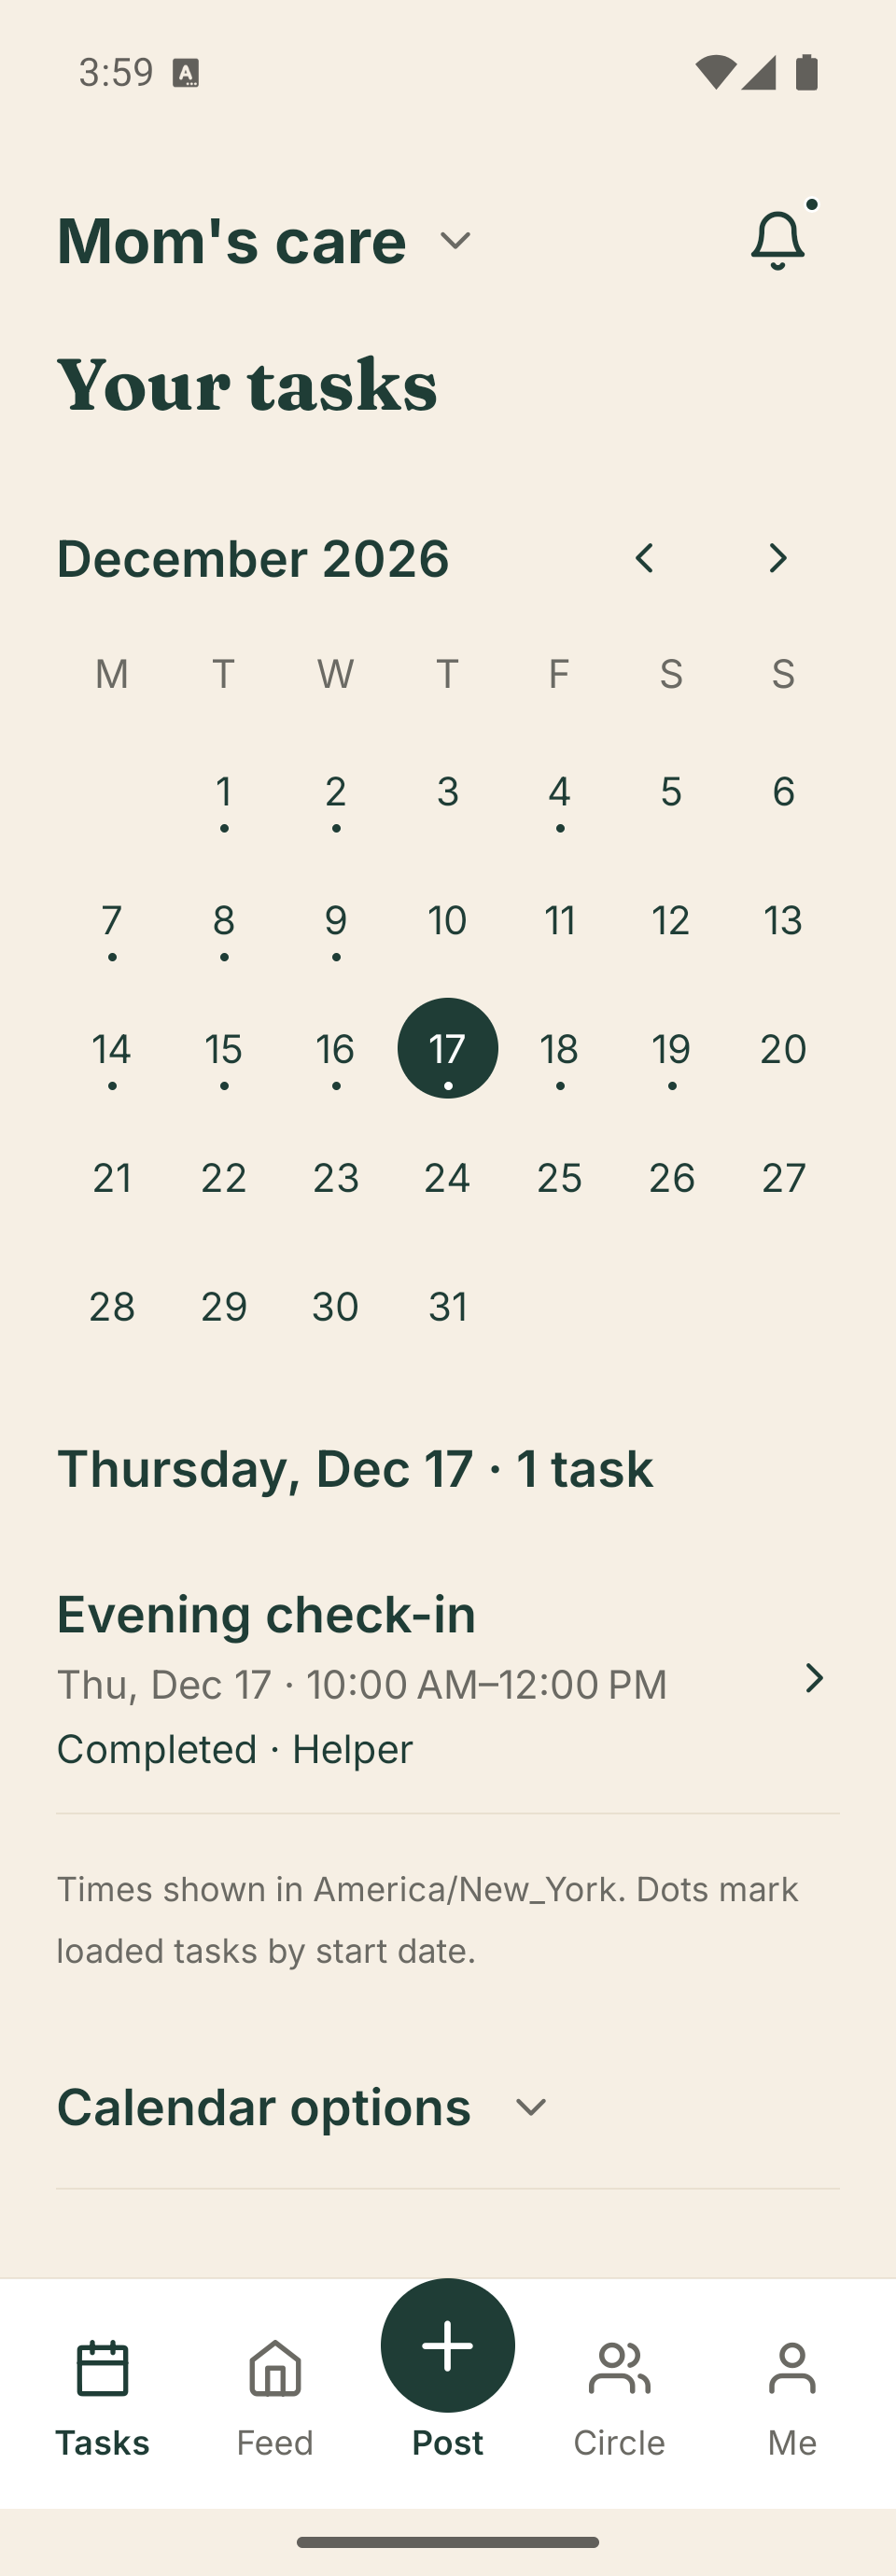 3:59
Mom's care
Your tasks
December 2026
M T W T F S S
1 2 3 4 5 6
7 8 9 10 11 12 13
14 15 16 17 18 19 20
21 22 23 24 25 26 27
28 29 30 31
Thursday, Dec 17 · 1 task
Evening check-in
Thu, Dec 17 · 10:00 AM–12:00 PM
Completed · Helper
Times shown in America/New_York. Dots mark
loaded tasks by start date.
Calendar options
Tasks Feed Post Circle Me